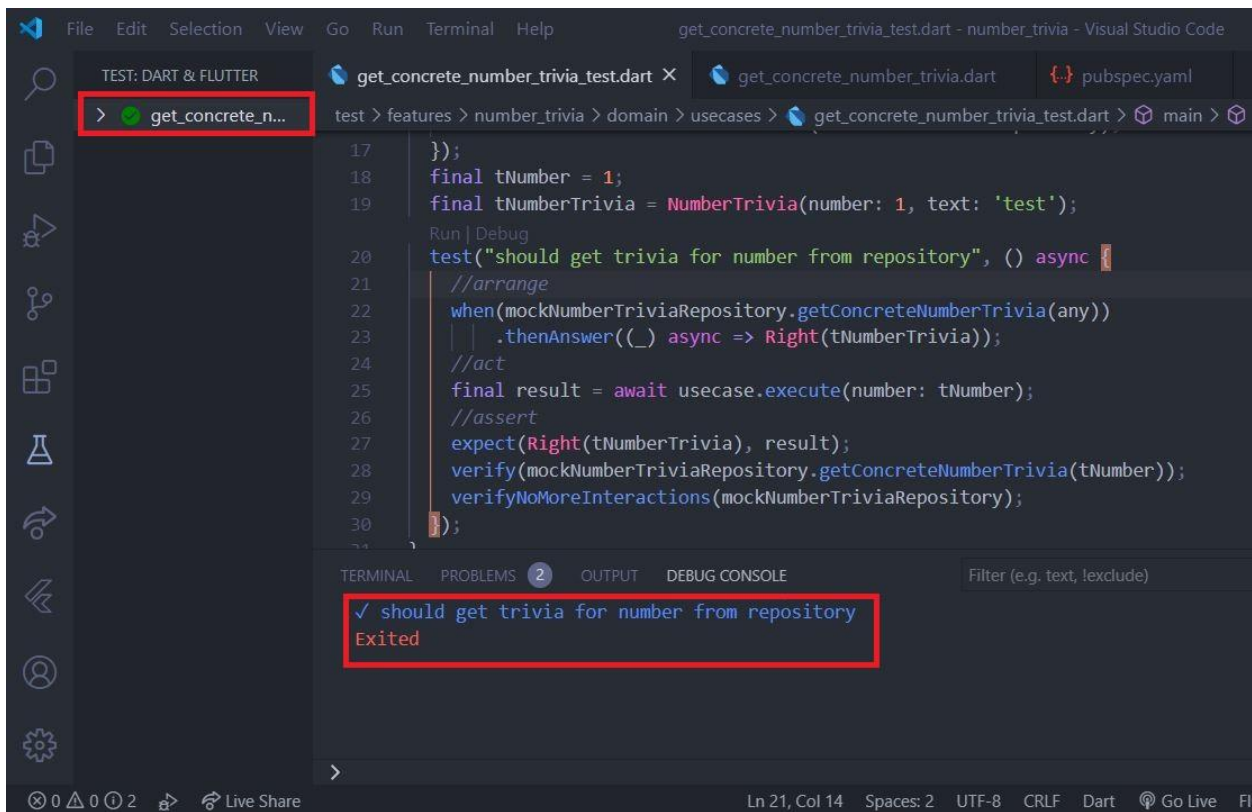 File Edit Selection View Go Run Terminal Help get_concrete_number_trivia_test.dart - number_trivia - Visual Studio Code
TEST: DART & FLUTTER
get_concrete_n...
get_concrete_number_trivia_test.dart × get_concrete_number_trivia.dart {..} pubspec.yaml
test > features > number_trivia > domain > usecases > get_concrete_number_trivia_test.dart > main >
17 });
18 final tNumber = 1;
19 final tNumberTrivia = NumberTrivia(number: 1, text: 'test');
Run | Debug
20 test("should get trivia for number from repository", () async {
21 //arrange
22 when(mockNumberTriviaRepository.getConcreteNumberTrivia(any))
23 .thenAnswer((_) async => Right(tNumberTrivia));
24 //act
25 final result = await usecase.execute(number: tNumber);
26 //assert
27 expect(Right(tNumberTrivia), result);
28 verify(mockNumberTriviaRepository.getConcreteNumberTrivia(tNumber));
29 verifyNoMoreInteractions(mockNumberTriviaRepository);
30 });
TERMINAL PROBLEMS 2 OUTPUT DEBUG CONSOLE Filter (e.g. text, !exclude)
✓ should get trivia for number from repository
Exited
>
0 0 2 Live Share Ln 21, Col 14 Spaces: 2 UTF-8 CRLF Dart Go Live